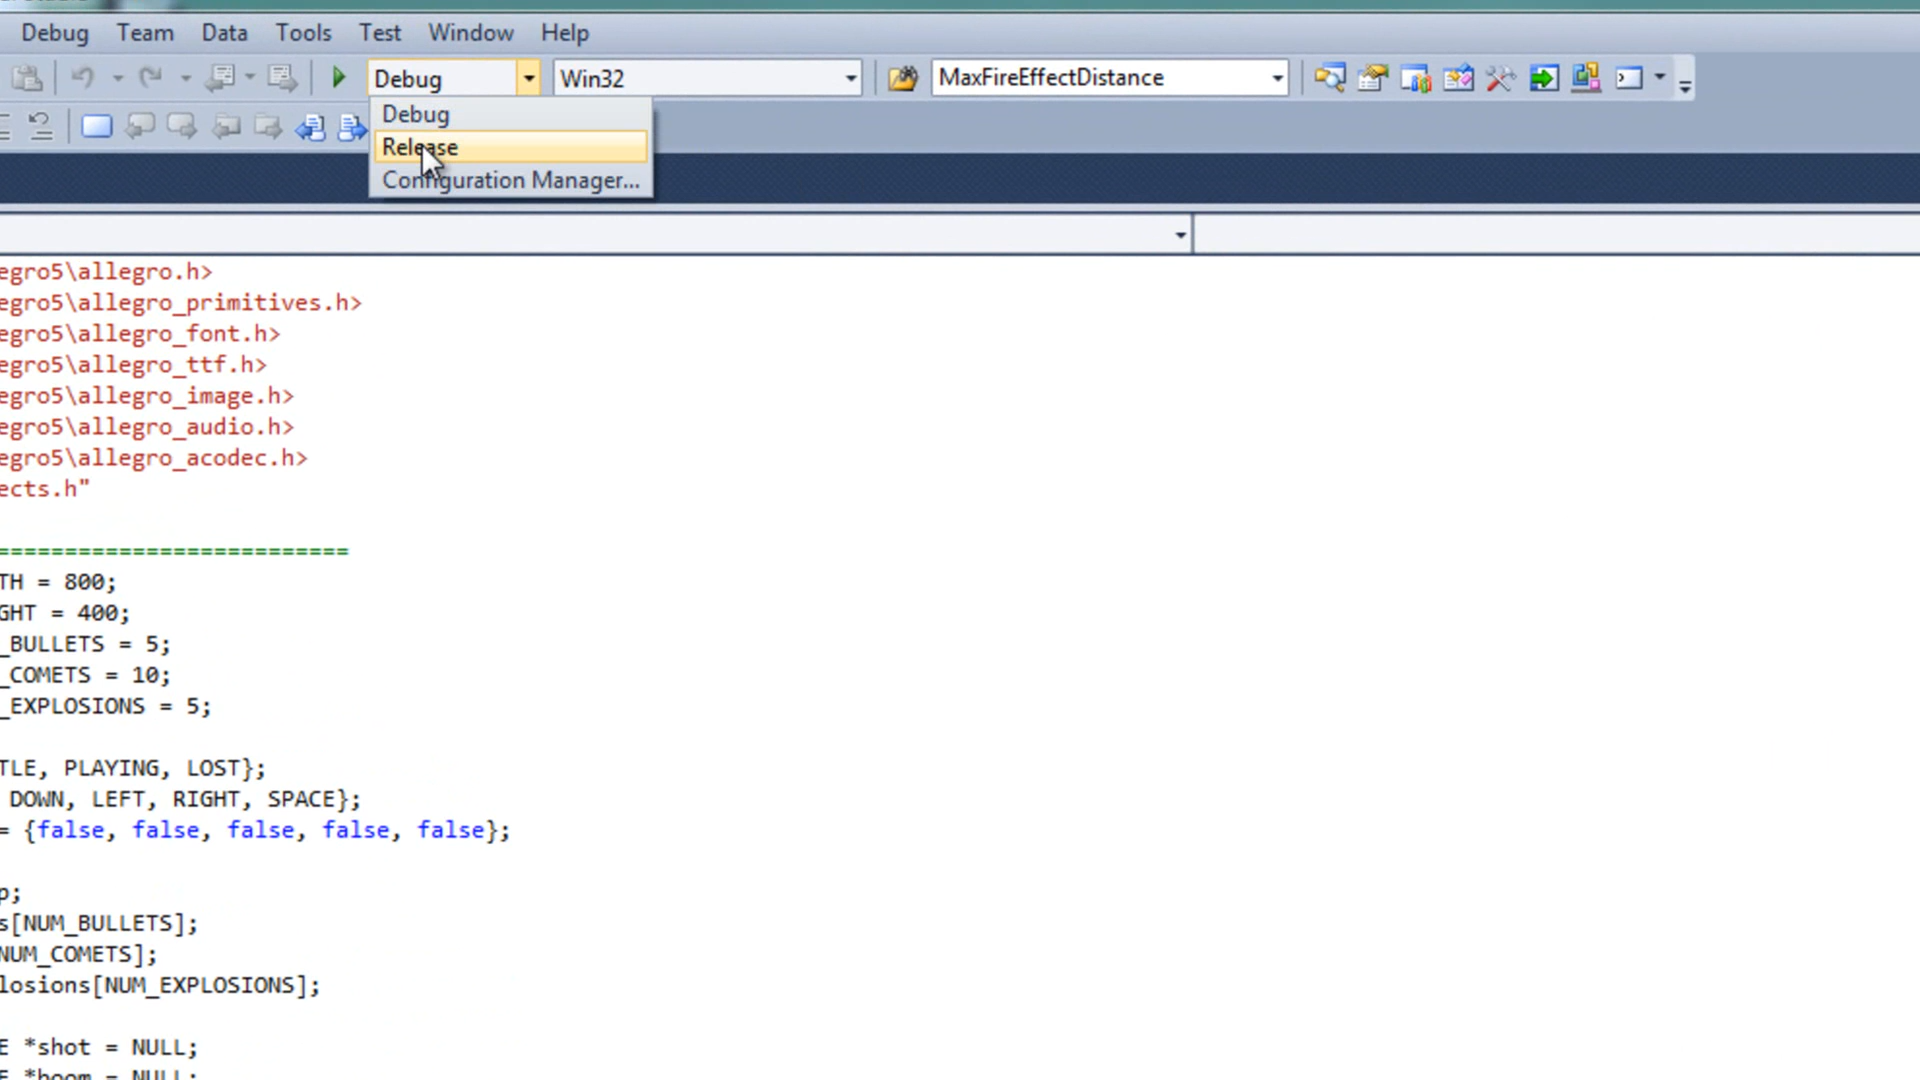 Debug Team Data Tools Test Window Help
Debug Win32 MaxFireEffectDistance
Debug
Release
Configuration Manager...
egro5\allegro.h>
egro5\allegro_primitives.h>
egro5\allegro_font.h>
egro5\allegro_ttf.h>
egro5\allegro_image.h>
egro5\allegro_audio.h>
egro5\allegro_acodec.h>
ects.h"
==========================
TH = 800;
GHT = 400;
_BULLETS = 5;
_COMETS = 10;
_EXPLOSIONS = 5;
TLE, PLAYING, LOST};
DOWN, LEFT, RIGHT, SPACE};
= {false, false, false, false, false};
p;
s[NUM_BULLETS];
NUM_COMETS];
losions[NUM_EXPLOSIONS];
E *shot = NULL;
E *boom = NULL;